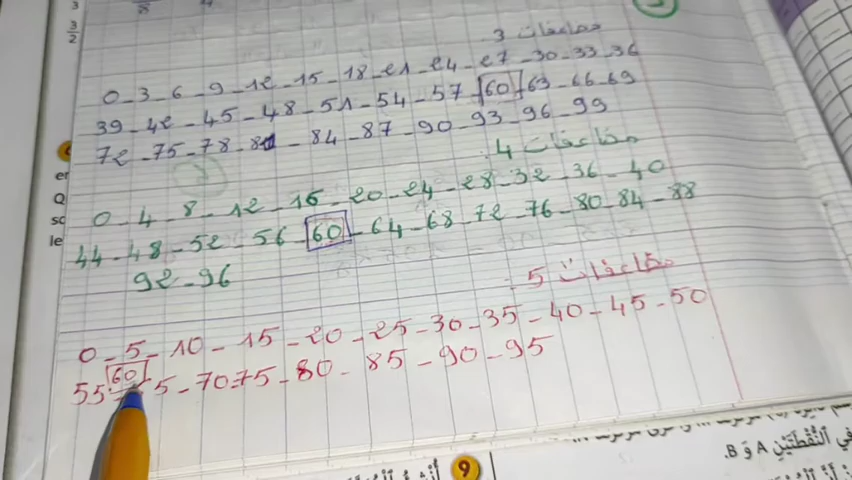 مضاعفات 3
0 - 3 - 6 - 9 - 12 - 15 - 18 - 21 - 24 - 27 - 30 - 33 - 36
39 - 42 - 45 - 48 - 51 - 54 - 57 - 60 - 63 - 66 - 69
72 - 75 - 78 - 81 - 84 - 87 - 90 - 93 - 96 - 99
مضاعفات 4 :
0 - 4 - 8 - 12 - 16 - 20 - 24 - 28 - 32 - 36 - 40
44 - 48 - 52 - 56 - 60 - 64 - 68 - 72 - 76 - 80 - 84 - 88
92 - 96
مضاعفات 5 :
0 - 5 - 10 - 15 - 20 - 25 - 30 - 35 - 40 - 45 - 50
55 - 60 5 - 70 - 75 - 80 - 85 - 90 - 95
في النُّقْطَتَيْنِ A وَ B.
9